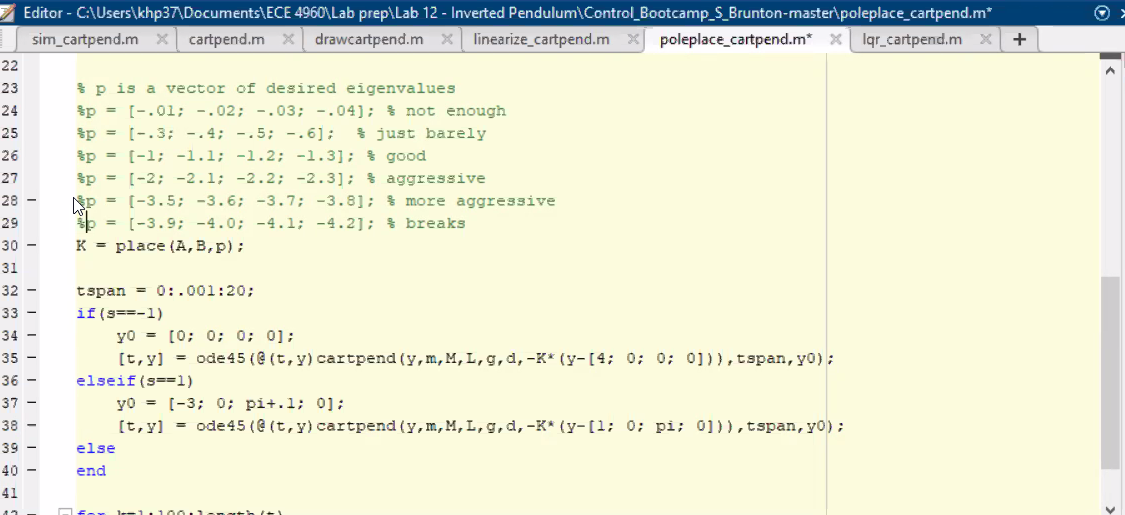 Editor - C:\Users\khp37\Documents\ECE 4960\Lab prep\Lab 12 - Inverted Pendulum\Control_Bootcamp_S_Brunton-master\poleplace_cartpend.m*
sim_cartpend.m × cartpend.m × drawcartpend.m × linearize_cartpend.m × poleplace_cartpend.m* × lqr_cartpend.m × +
22
23 % p is a vector of desired eigenvalues
24 %p = [-.01; -.02; -.03; -.04]; % not enough
25 %p = [-.3; -.4; -.5; -.6];  % just barely
26 %p = [-1; -1.1; -1.2; -1.3]; % good
27 %p = [-2; -2.1; -2.2; -2.3]; % aggressive
28 - %p = [-3.5; -3.6; -3.7; -3.8]; % more aggressive
29 %p = [-3.9; -4.0; -4.1; -4.2]; % breaks
30 - K = place(A,B,p);
31
32 - tspan = 0:.001:20;
33 - if(s==-1)
34 - y0 = [0; 0; 0; 0];
35 - [t,y] = ode45(@(t,y)cartpend(y,m,M,L,g,d,-K*(y-[4; 0; 0; 0])),tspan,y0);
36 - elseif(s==1)
37 - y0 = [-3; 0; pi+.1; 0];
38 - [t,y] = ode45(@(t,y)cartpend(y,m,M,L,g,d,-K*(y-[1; 0; pi; 0])),tspan,y0);
39 - else
40 - end
41
for k=1:100:length(t)